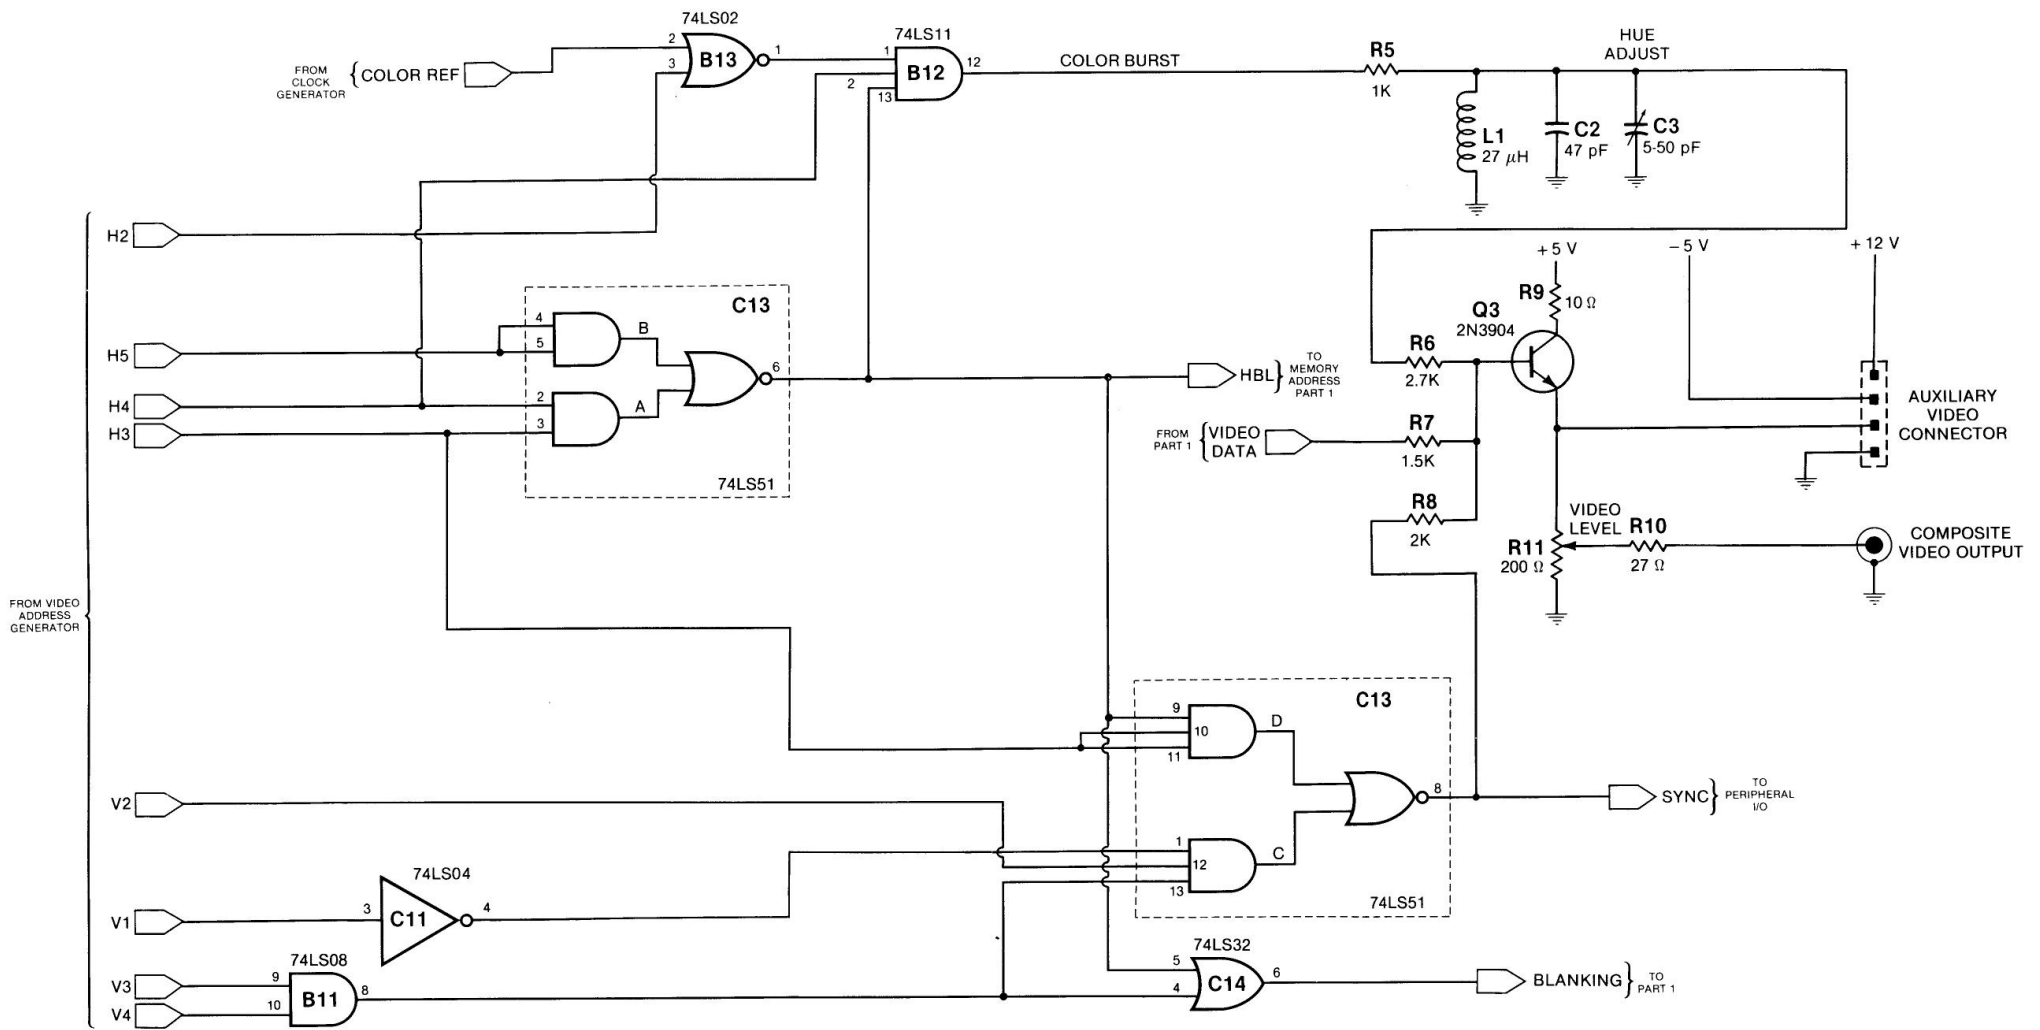 74LS02
2
3
B13
1
FROM
CLOCK
GENERATOR
COLOR REF
74LS11
1
2
13
B12
12
COLOR BURST
R5
1K
HUE
ADJUST
L1
27 μH
C2
47 pF
C3
5-50 pF
H2
+5 V
−5 V
+12 V
R9
10 Ω
Q3
2N3904
C13
4
5
B
H5
6
H4
H3
2
3
A
74LS51
HBL
TO
MEMORY
ADDRESS
PART 1
R6
2.7K
FROM
PART 1
VIDEO
DATA
R7
1.5K
R8
2K
AUXILIARY
VIDEO
CONNECTOR
VIDEO
LEVEL
R11
200 Ω
R10
27 Ω
COMPOSITE
VIDEO OUTPUT
FROM VIDEO
ADDRESS
GENERATOR
C13
9
10
11
D
8
SYNC
TO
PERIPHERAL
I/O
V2
1
12
13
C
74LS51
74LS04
V1
3
C11
4
74LS08
V3
V4
9
10
B11
8
74LS32
5
4
C14
6
BLANKING
TO
PART 1